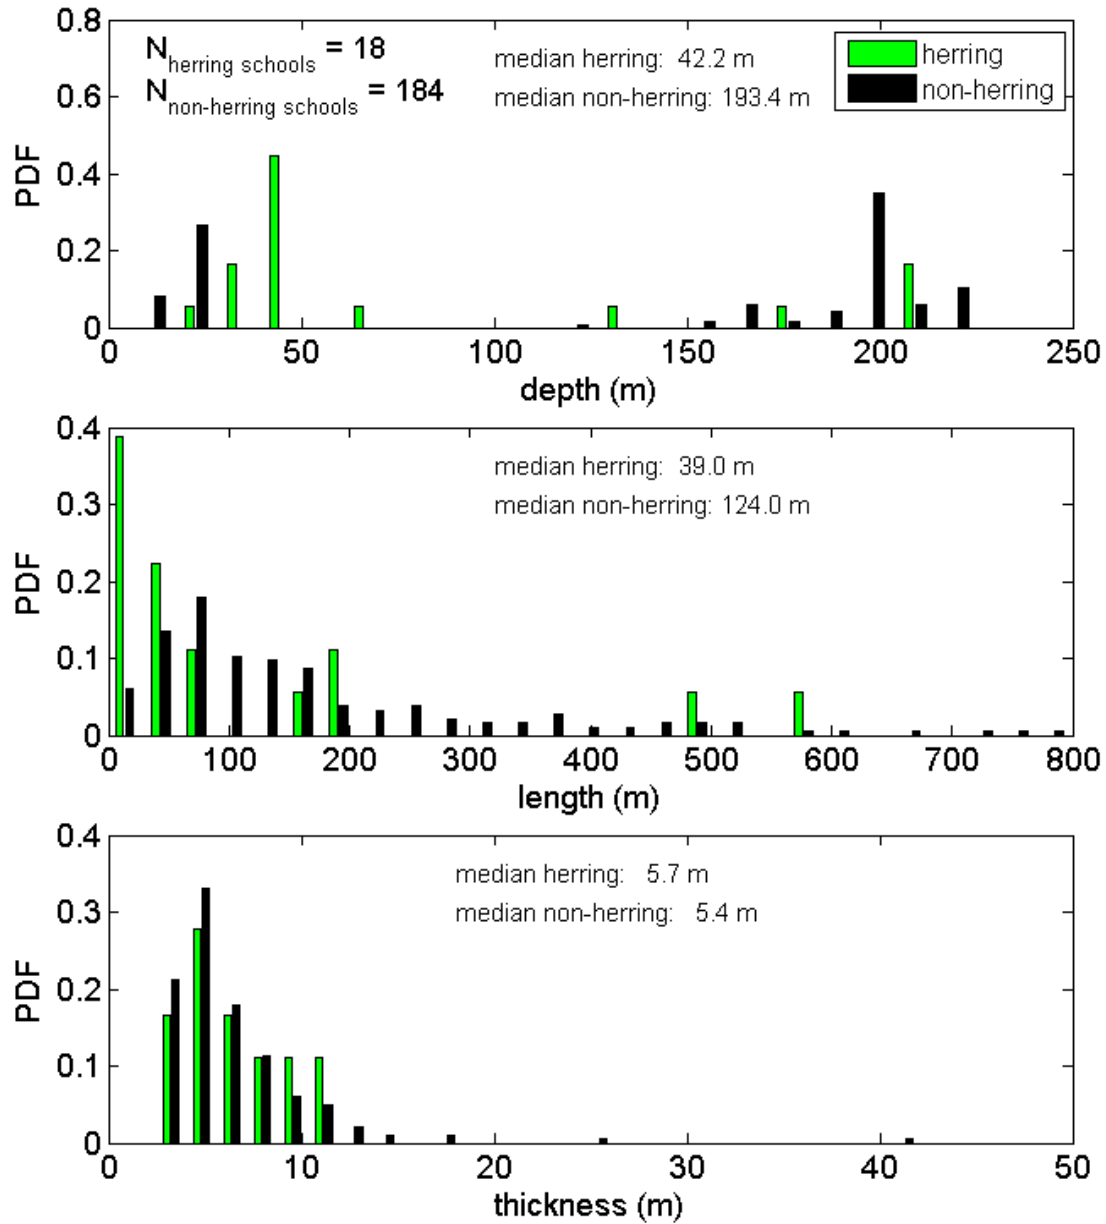 N herring schools = 18
N non-herring schools = 184
median herring: 42.2 m
median non-herring: 193.4 m
herring
non-herring
PDF
0.8
0.6
0.4
0.2
0
0 50 100 150 200 250
depth (m)
median herring: 39.0 m
median non-herring: 124.0 m
PDF
0.4
0.3
0.2
0.1
0
0 100 200 300 400 500 600 700 800
length (m)
median herring: 5.7 m
median non-herring: 5.4 m
PDF
0.4
0.3
0.2
0.1
0
0 10 20 30 40 50
thickness (m)